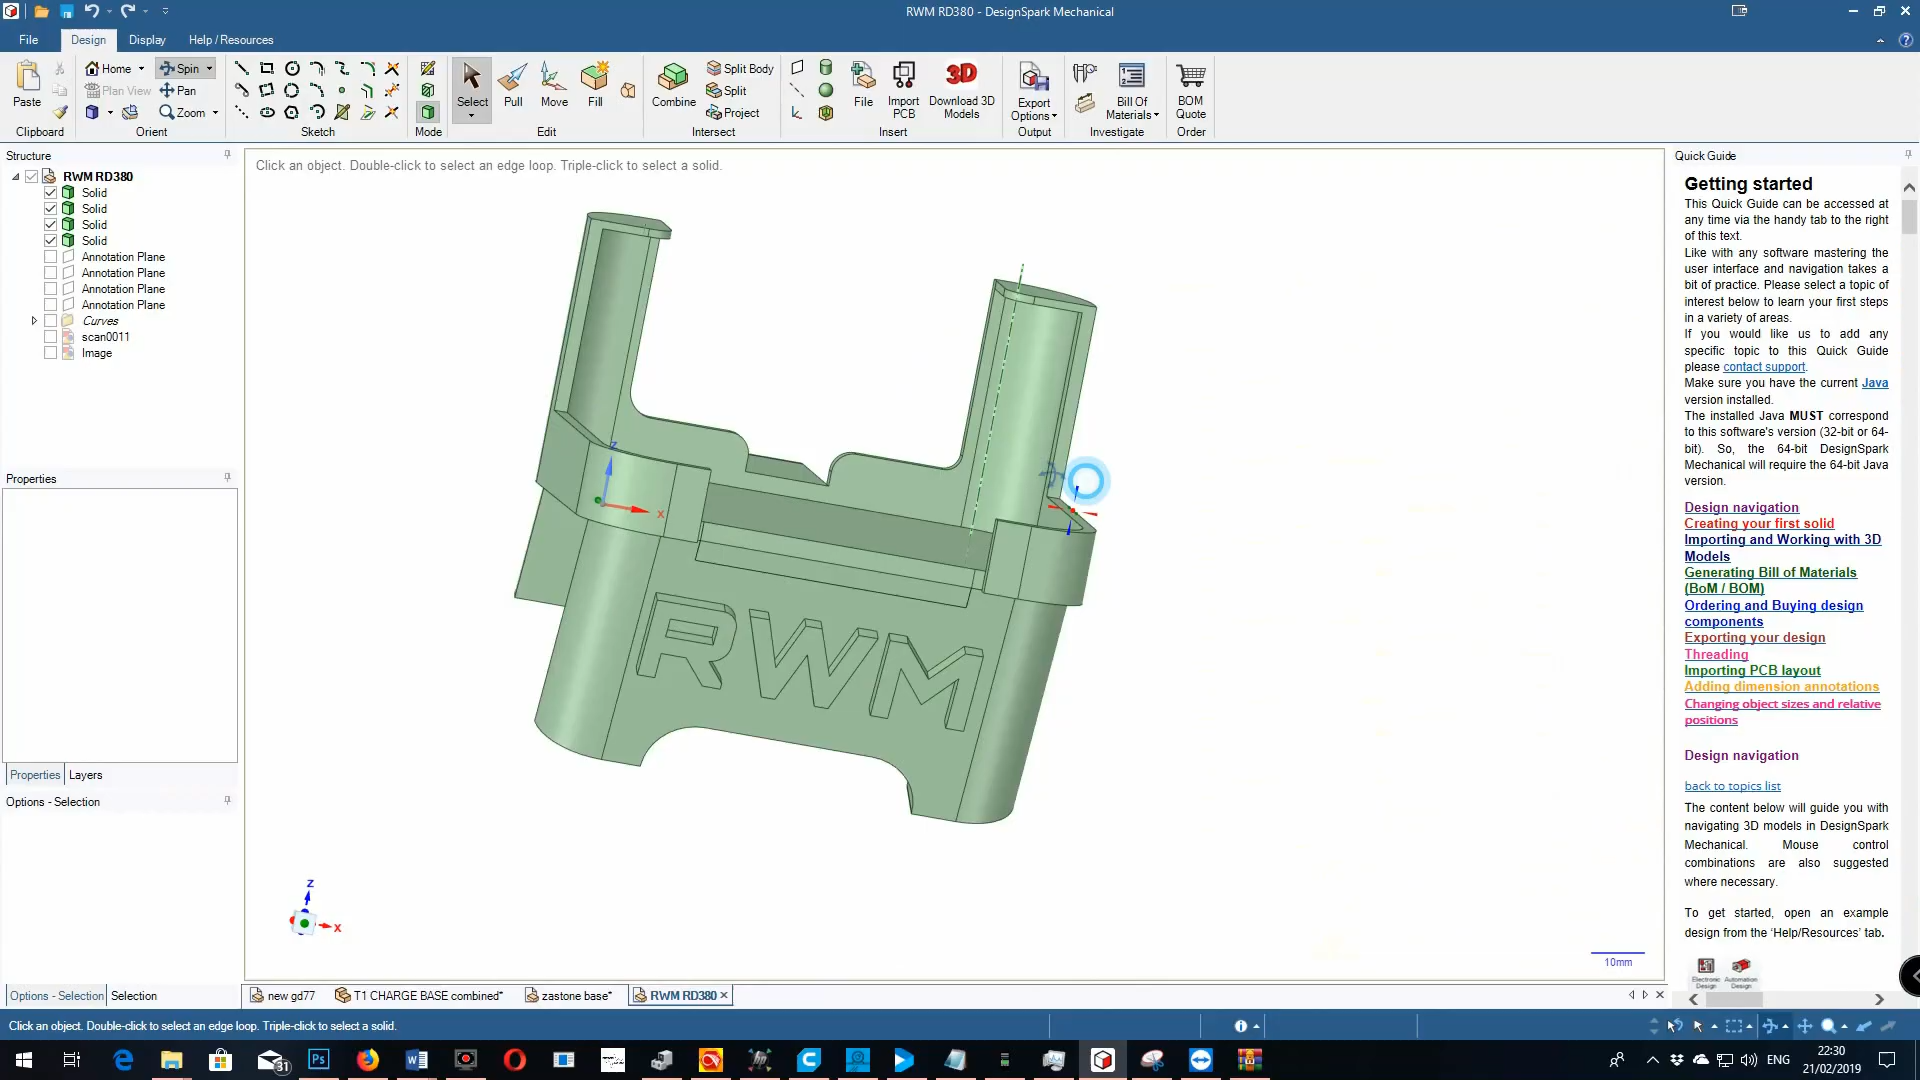 RWM RD380 - DesignSpark Mechanical
File
Design
Display
Help / Resources
Paste
Home
Spin
Plan View
Pan
Zoom
Select
Pull
Move
Fill
Combine
Split Body
Split
Project
File
Import
PCB
3D
Download 3D
Models
Export
Options
Bill Of
Materials
BOM
Quote
Clipboard
Orient
Sketch
Mode
Edit
Intersect
Insert
Output
Investigate
Order
Structure
RWM RD380
Solid
Solid
Solid
Solid
Annotation Plane
Annotation Plane
Annotation Plane
Annotation Plane
Curves
scan0011
Image
Properties
Properties
Layers
Options - Selection
Options - Selection
Selection
Click an object. Double-click to select an edge loop. Triple-click to select a solid.
Z
X
RWM
Z
X
10mm
Quick Guide
Getting started
This Quick Guide can be accessed at
any time via the handy tab to the right
of this text.
Like with any software mastering the
user interface and navigation takes a
bit of practice. Please select a topic of
interest below to learn your first steps
in a variety of areas.
If you would like us to add any
specific topic to this Quick Guide
please contact support.
Make sure you have the current Java
version installed.
The installed Java MUST correspond
to this software's version (32-bit or 64-
bit). So, the 64-bit DesignSpark
Mechanical will require the 64-bit Java
version.
Design navigation
Creating your first solid
Importing and Working with 3D
Models
Generating Bill of Materials
(BoM / BOM)
Ordering and Buying design
components
Exporting your design
Threading
Importing PCB layout
Adding dimension annotations
Changing object sizes and relative
positions
Design navigation
back to topics list
The content below will guide you with
navigating 3D models in DesignSpark
Mechanical. Mouse control
combinations are also suggested
where necessary.
To get started, open an example
design from the 'Help/Resources' tab.
Electronic
Design
Automation
Design
new gd77
T1 CHARGE BASE combined*
zastone base*
RWM RD380
Click an object. Double-click to select an edge loop. Triple-click to select a solid.
31
Ps
ENG
22:30
21/02/2019